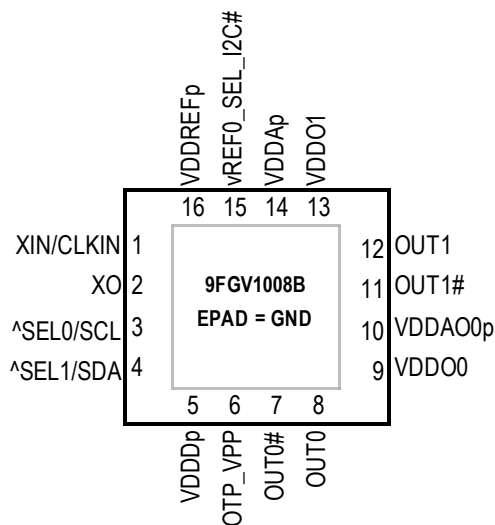 VDDREFp
vREF0_SEL_I2C#
VDDAp
VDDO1
16 15 14 13
XIN/CLKIN 1
XO 2
^SEL0/SCL 3
^SEL1/SDA 4
9FGV1008B
EPAD = GND
12 OUT1
11 OUT1#
10 VDDAO0p
9 VDDO0
5 6 7 8
VDDDp
OTP_VPP
OUT0#
OUT0